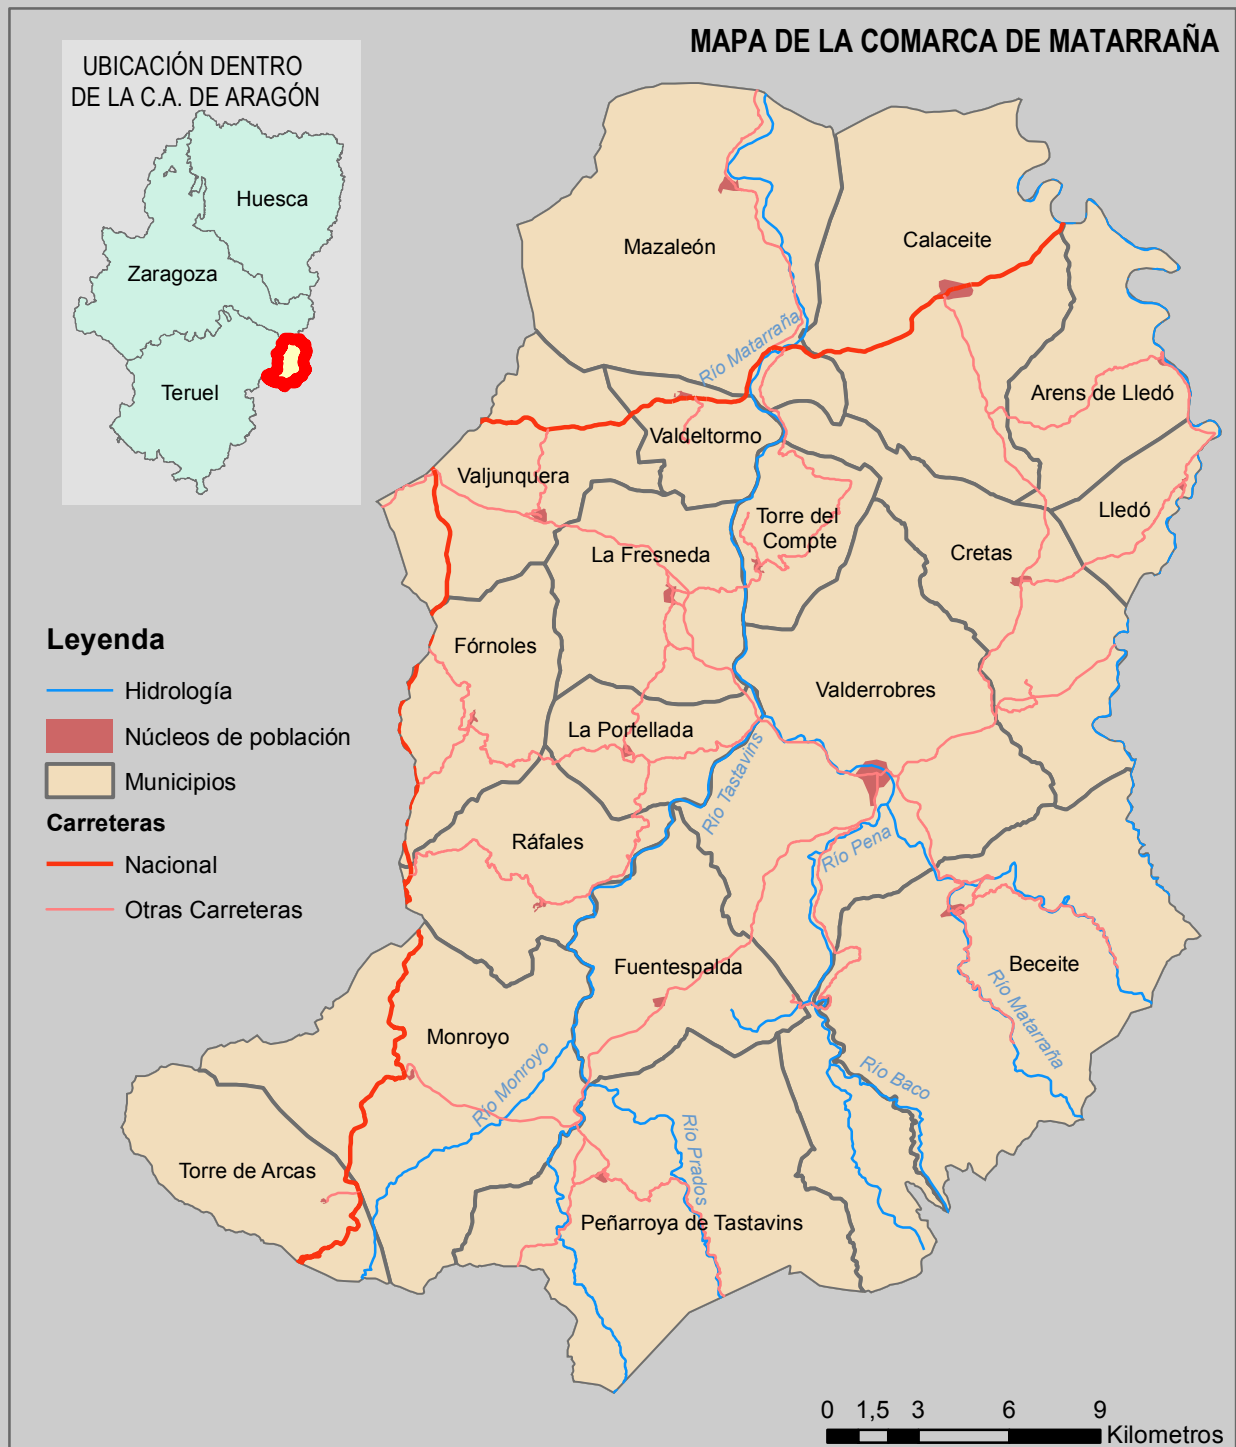 MAPA DE LA COMARCA DE MATARRAÑA
UBICACIÓN DENTRO
DE LA C.A. DE ARAGÓN
Huesca
Zaragoza
Teruel
Mazaleón
Calaceite
Río Matarraña
Arens de Lledó
Valdeltormo
Valjunquera
Torre del
Compte
Lledó
La Fresneda
Cretas
Fórnoles
Valderrobres
La Portellada
Río Tastavins
Ráfales
Río Pena
Fuentespalda
Beceite
Río Matarraña
Monroyo
Río Monroyo
Río Baco
Río Prados
Torre de Arcas
Peñarroya de Tastavins
Leyenda
Hidrología
Núcleos de población
Municipios
Carreteras
Nacional
Otras Carreteras
0 1,5 3 6 9
Kilometros